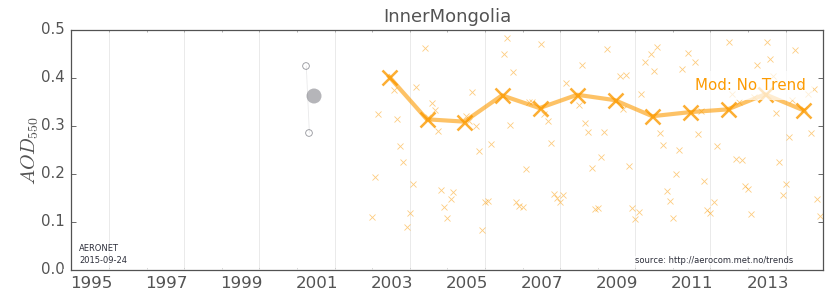 InnerMongolia
0.5
0.4
0.3
0.2
0.1
0.0
AOD550
Mod: No Trend
AERONET
2015-09-24
source: http://aerocom.met.no/trends
1995 1997 1999 2001 2003 2005 2007 2009 2011 2013